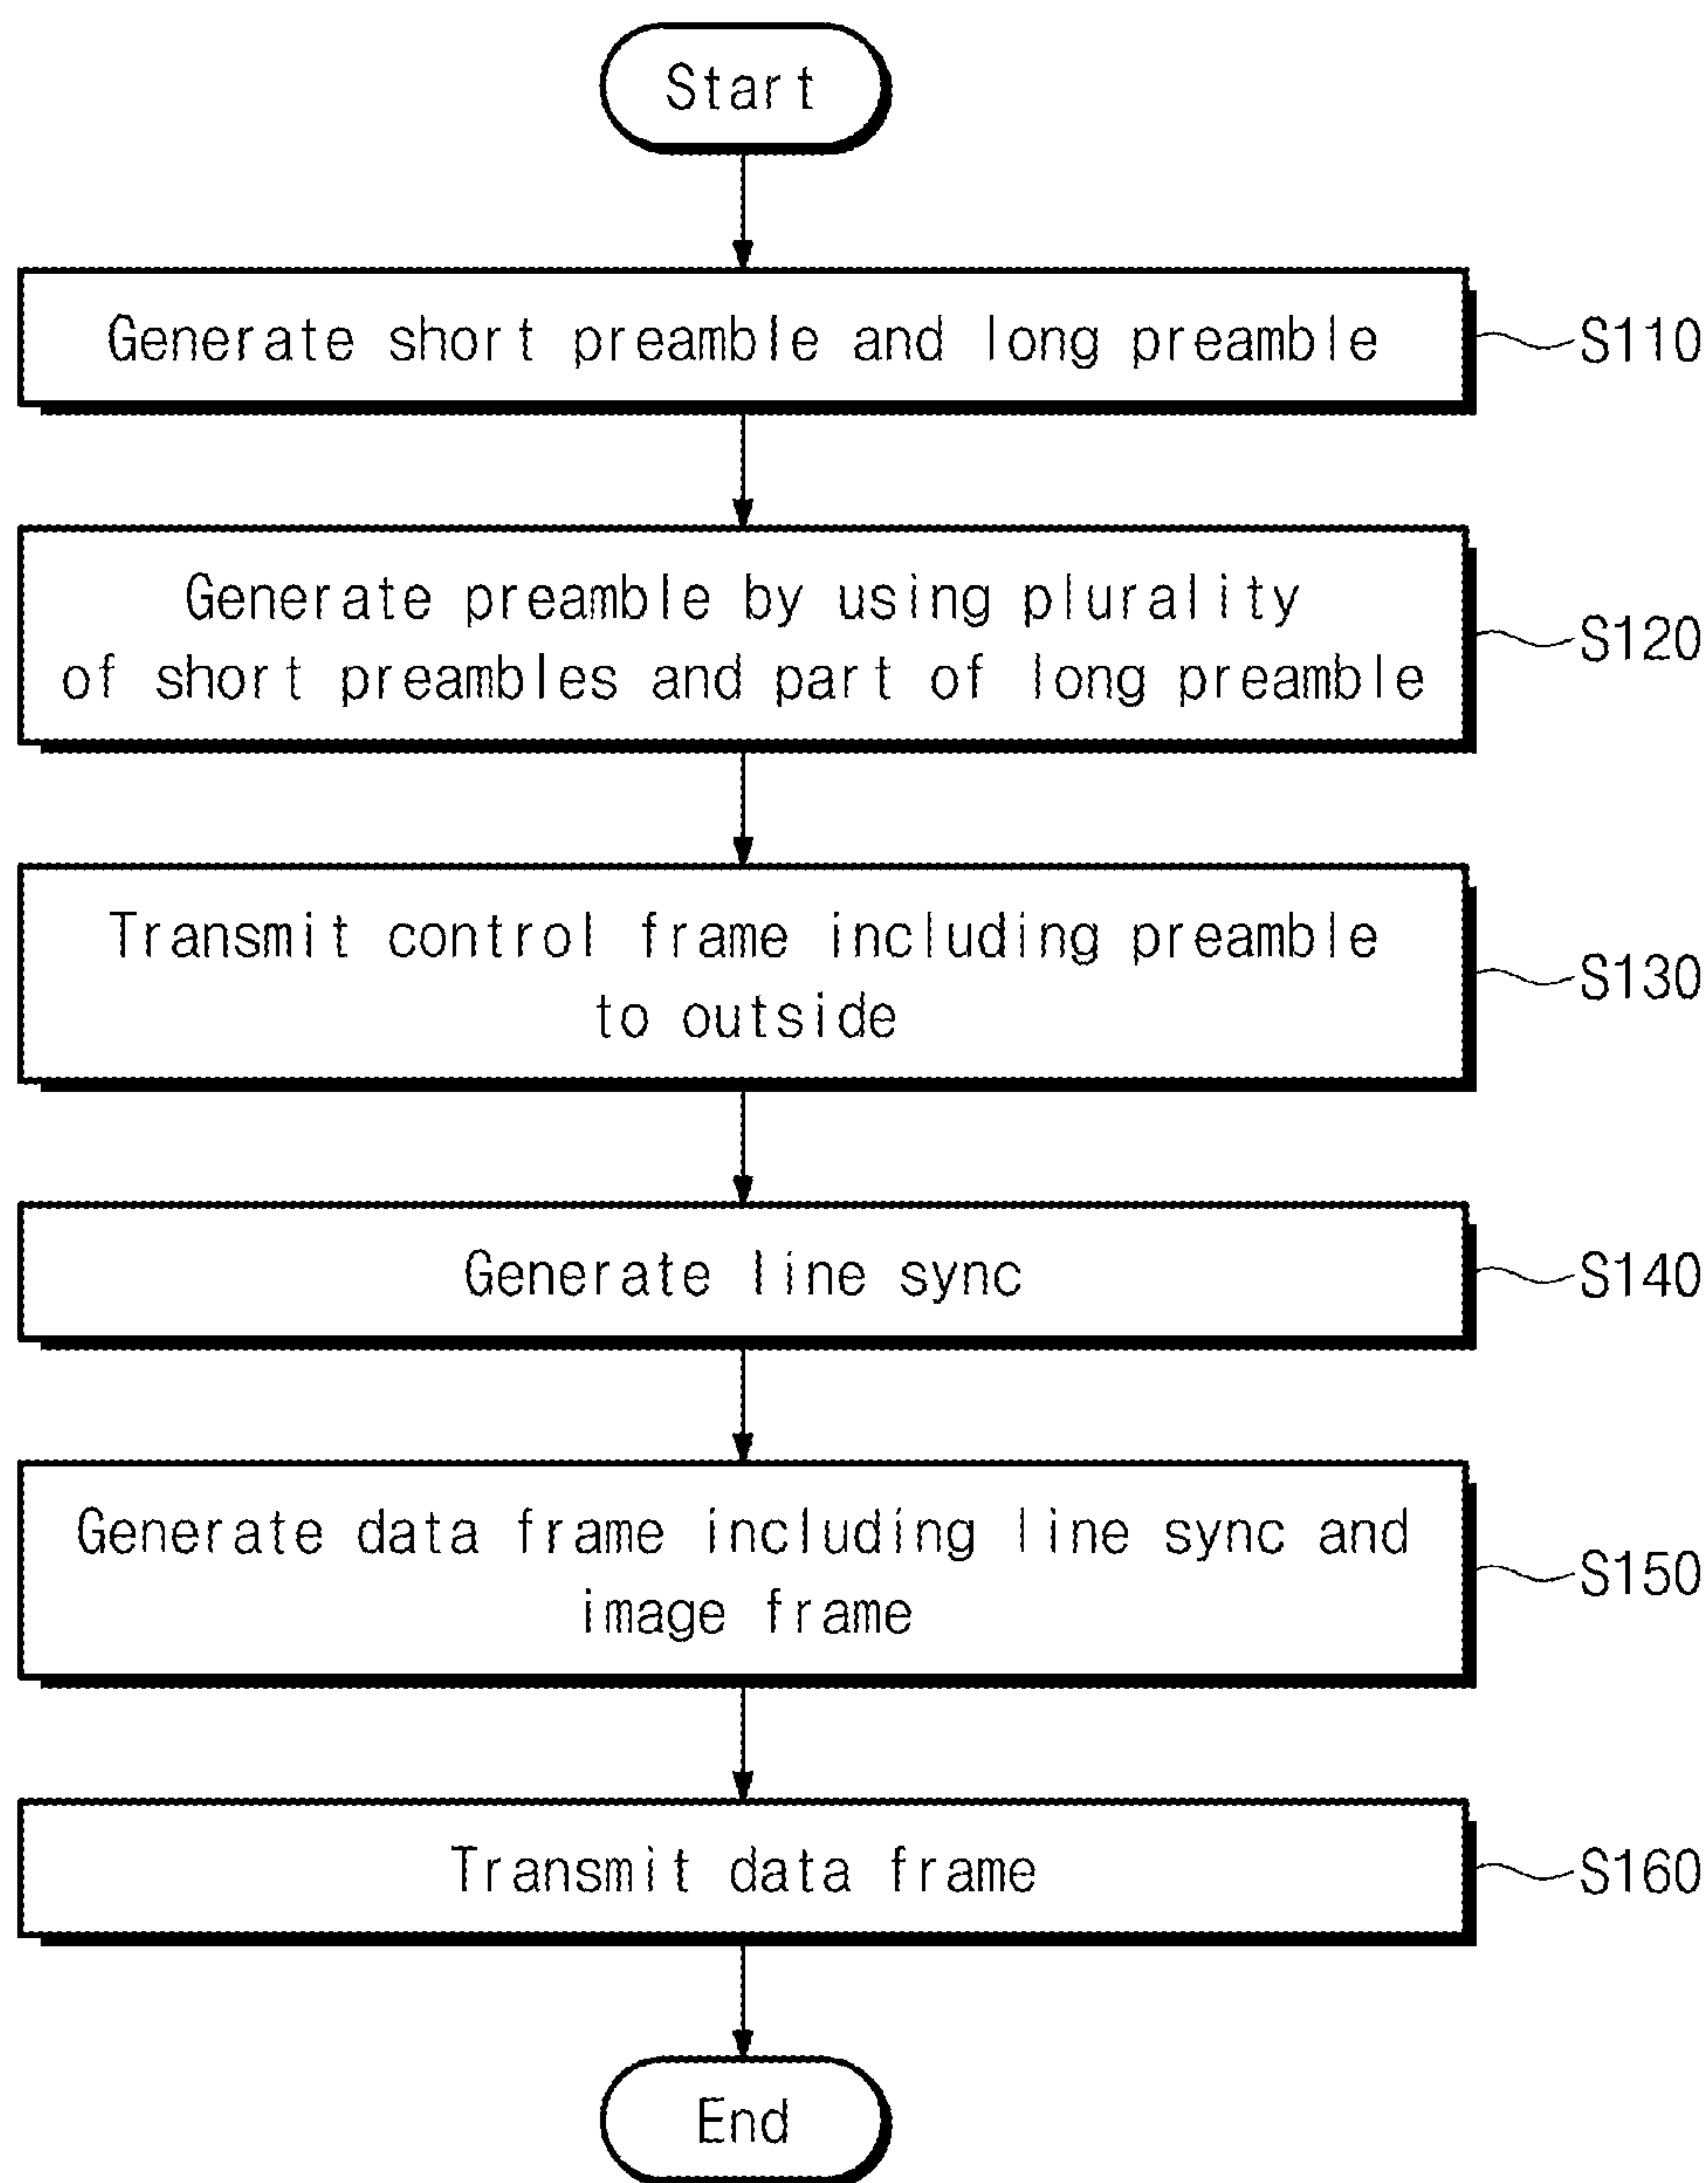 Start
Generate short preamble and long preamble
S110
Generate preamble by using plurality
of short preambles and part of long preamble
S120
Transmit control frame including preamble
to outside
S130
Generate line sync
S140
Generate data frame including line sync and
image frame
S150
Transmit data frame
S160
End